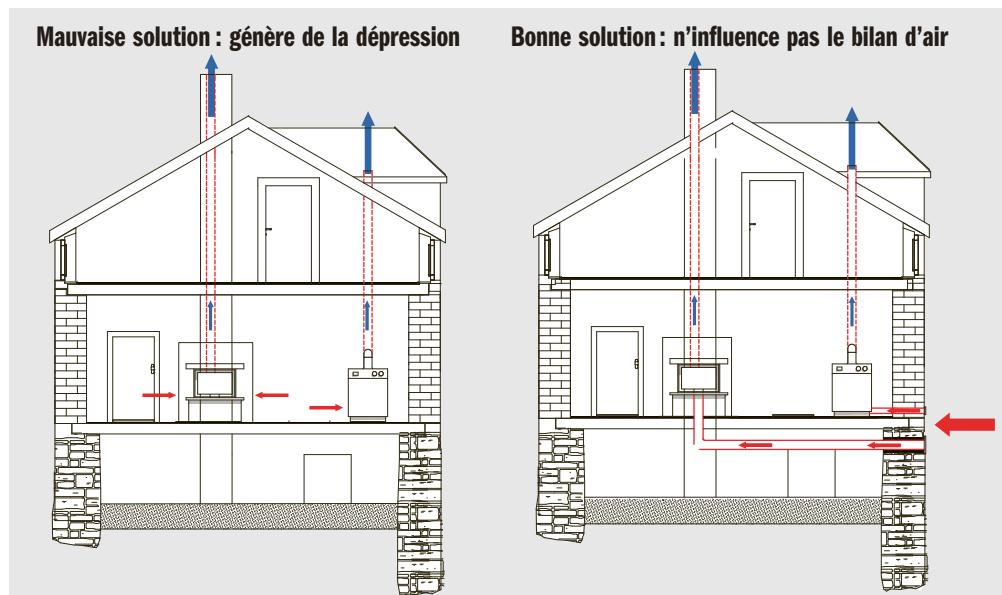 Mauvaise solution : génère de la dépression
Bonne solution : n’influence pas le bilan d’air